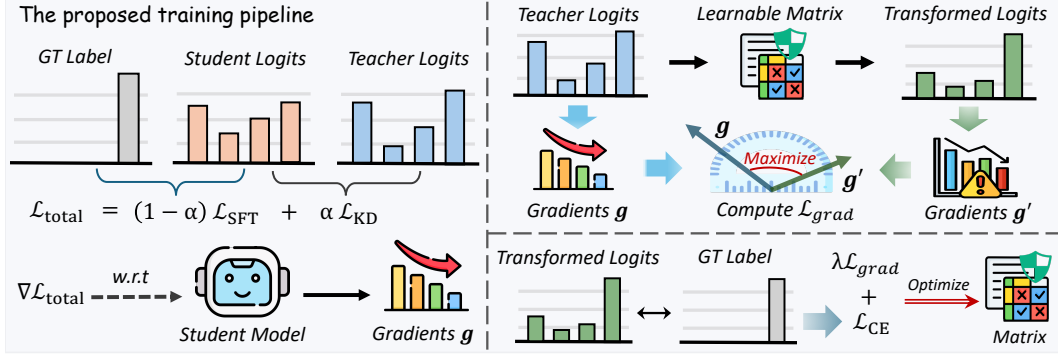 The proposed training pipeline
GT Label
Student Logits
Teacher Logits
ℒtotal = (1 − α) ℒSFT + α ℒKD
∇ℒtotal
w.r.t
Student Model
Gradients g
Teacher Logits
Learnable Matrix
Transformed Logits
g
Maximize
g′
Gradients g
Compute ℒgrad
Gradients g′
Transformed Logits
GT Label
λℒgrad
+
ℒCE
Optimize
Matrix